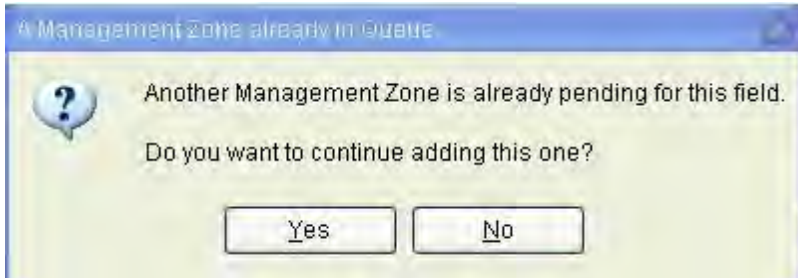 A Management Zone already in Queue.
Another Management Zone is already pending for this field.
Do you want to continue adding this one?
Yes
No